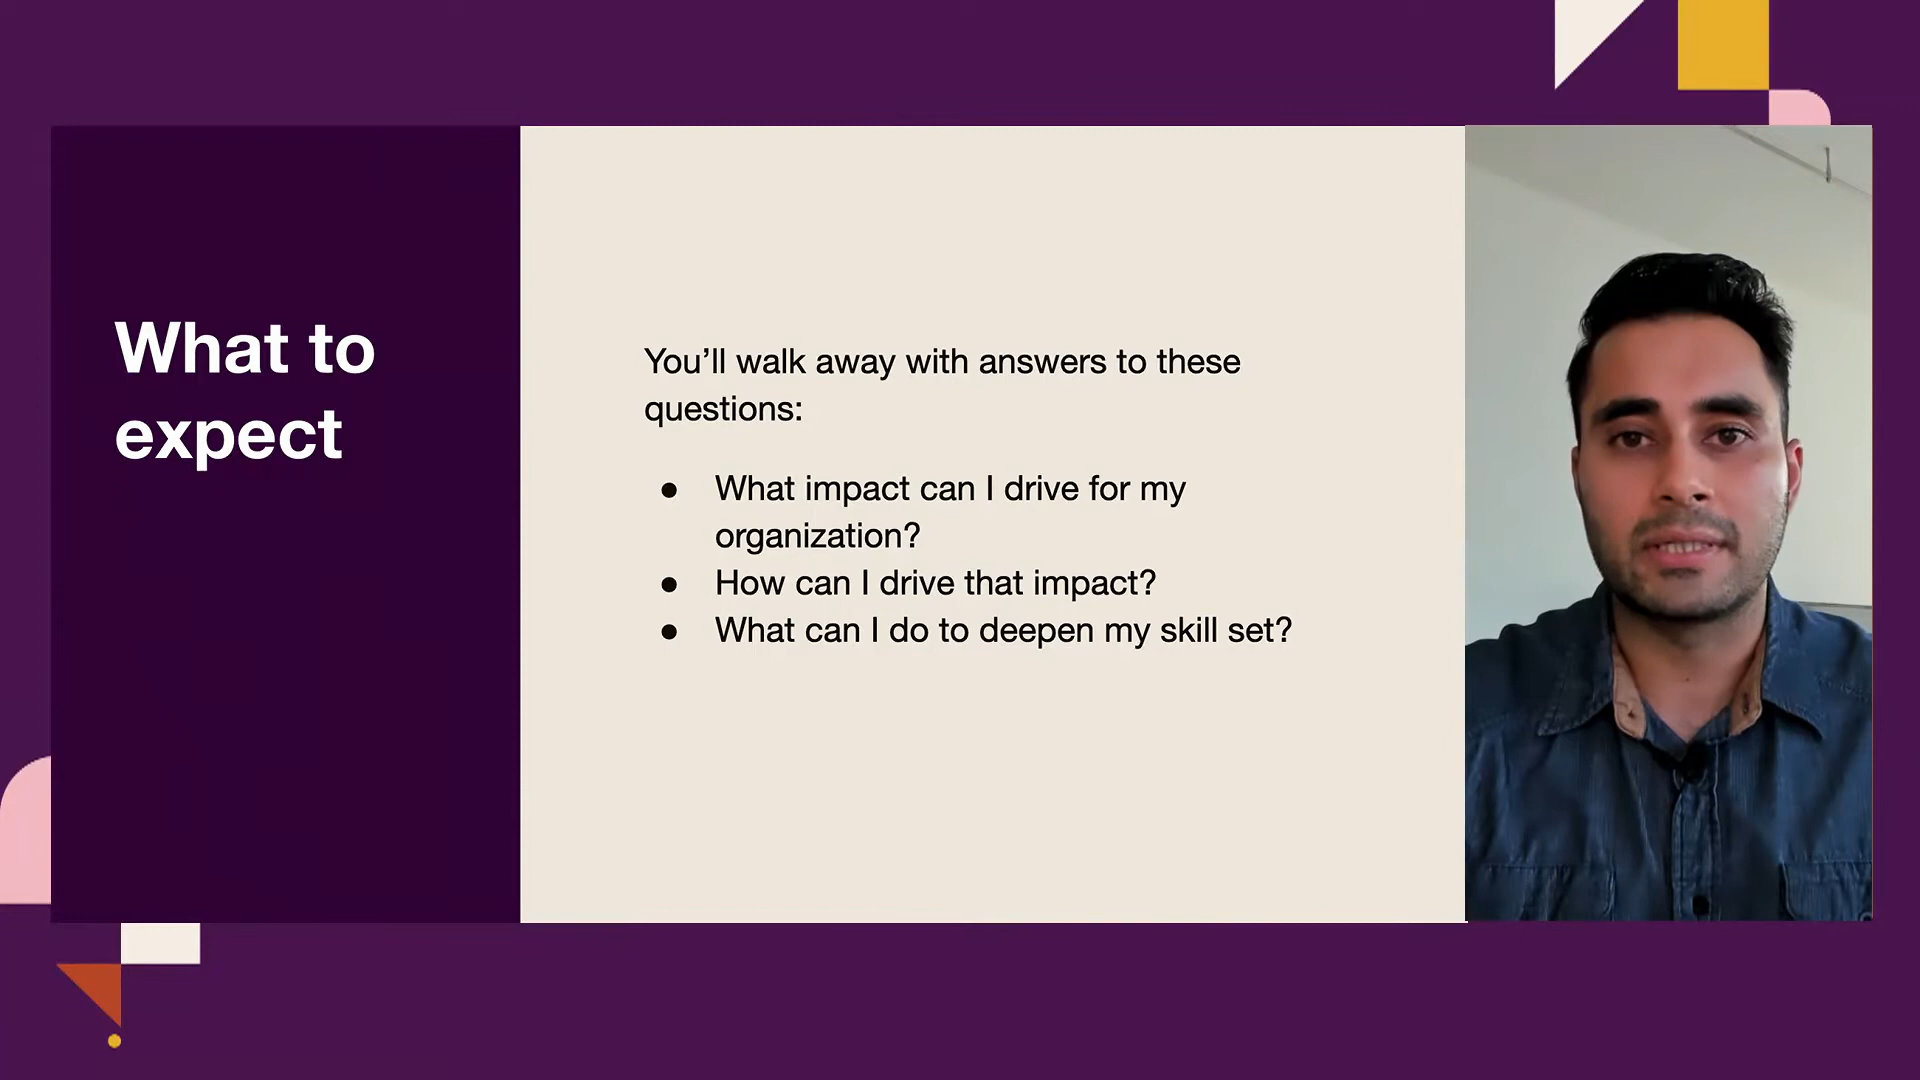 What to
expect
You’ll walk away with answers to these
questions:
● What impact can I drive for my
organization?
● How can I drive that impact?
● What can I do to deepen my skill set?